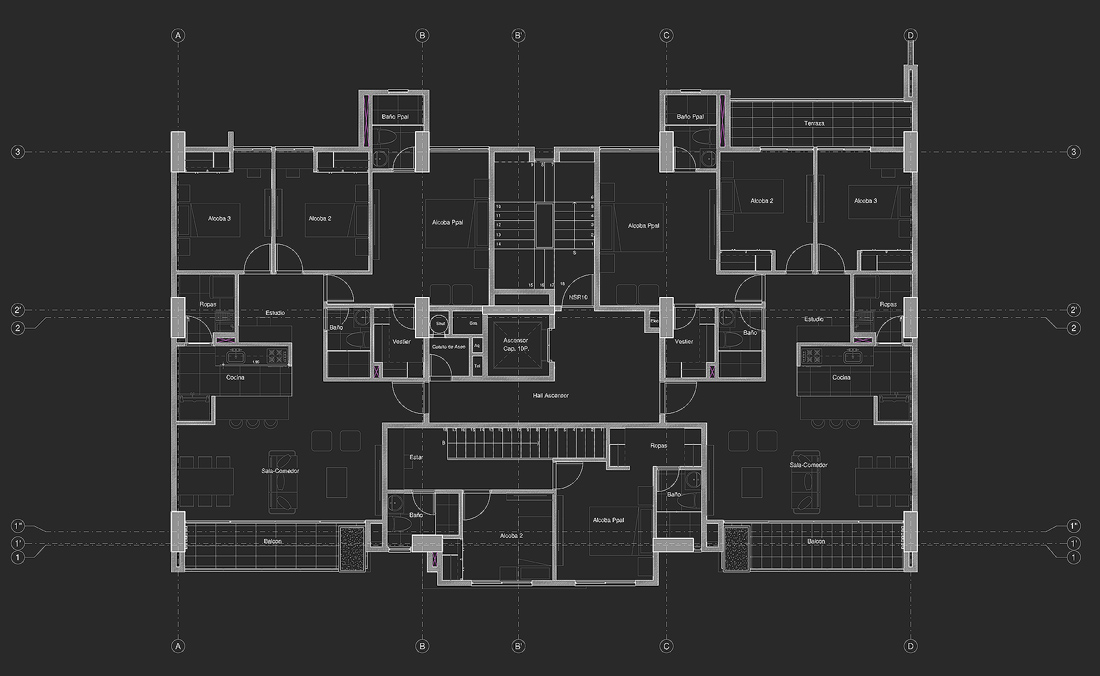 A
B
B'
C
D
3
3
Baño Ppal
Baño Ppal
Terraza
Alcoba 3
Alcoba 2
Alcoba Ppal
Alcoba Ppal
Alcoba 2
Alcoba 3
NSR10
2'
2
Ropas
Estudio
Baño
Vestier
Cuarto de Aseo
Ascensor
Cap. 10P.
Vestier
Baño
Estudio
Ropas
2'
2
Cocina
Cocina
Hall Ascensor
Estar
Ropas
Sala-Comedor
Sala-Comedor
Baño
Baño
Alcoba 2
Alcoba Ppal
1"
1'
1
Balcon
Balcon
1"
1'
1
A
B
B'
C
D